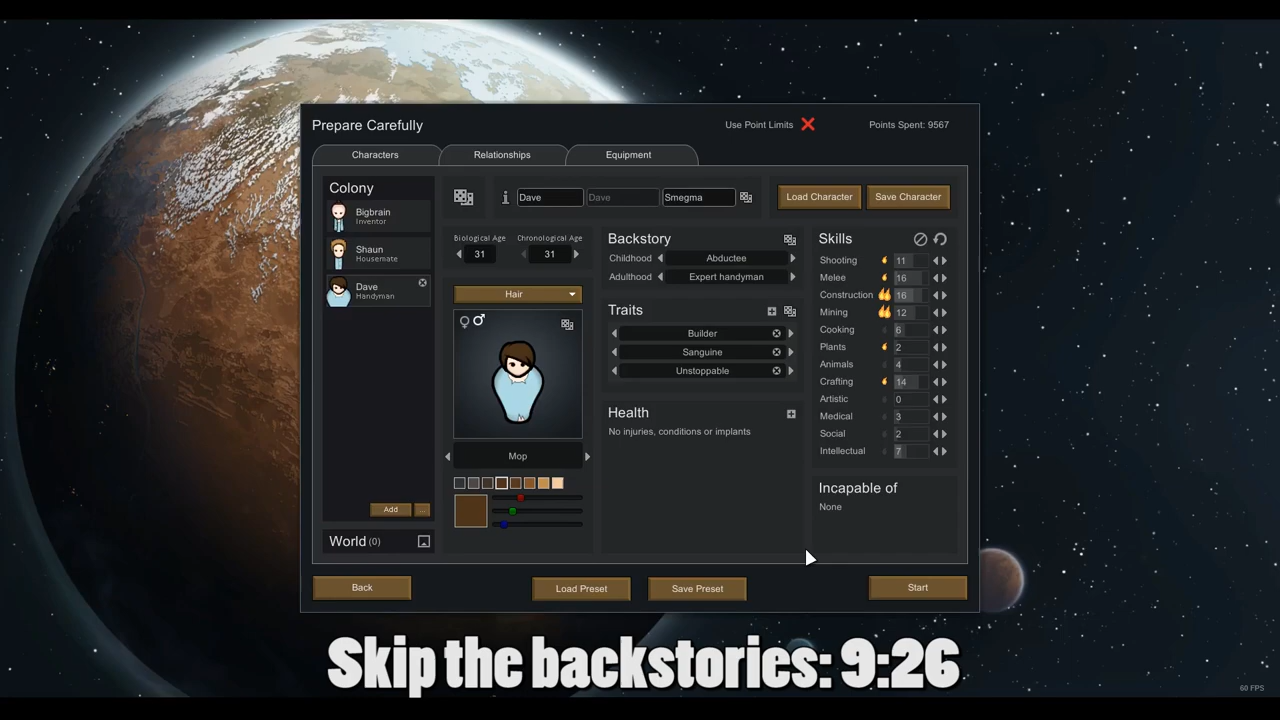 Prepare Carefully
Use Point Limits
Points Spent: 9567
Characters
Relationships
Equipment
Colony
Bigbrain
Inventor
Shaun
Housemate
Dave
Handyman
Add
...
World (0)
Dave
Dave
Smegma
Load Character
Save Character
Biological Age
Chronological Age
31
31
Hair
Mop
Backstory
Childhood Abductee
Adulthood Expert handyman
Traits
Builder
Sanguine
Unstoppable
Health
No injuries, conditions or implants
Skills
Shooting 11
Melee 16
Construction 16
Mining 12
Cooking 6
Plants 2
Animals 4
Crafting 14
Artistic 0
Medical 3
Social 2
Intellectual 7
Incapable of
None
Back
Load Preset
Save Preset
Start
Skip the backstories: 9:26
60 FPS